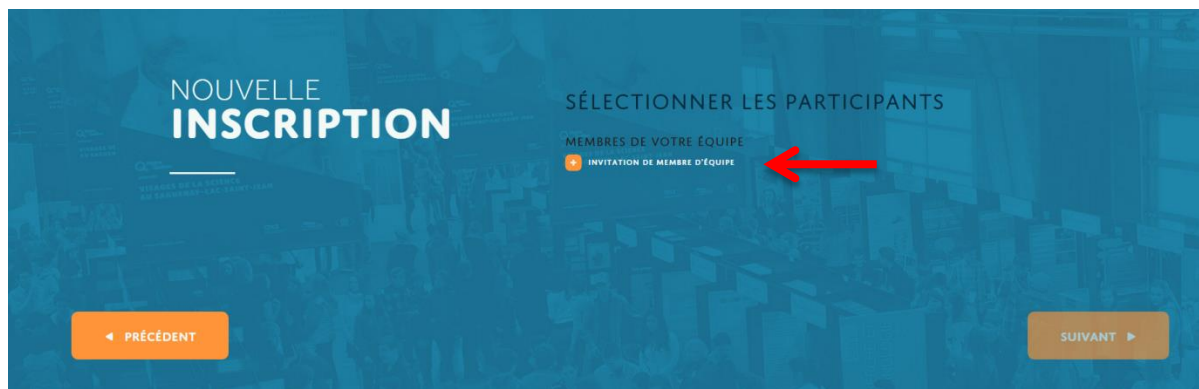 NOUVELLE
INSCRIPTION
SÉLECTIONNER LES PARTICIPANTS
MEMBRES DE VOTRE ÉQUIPE
+ INVITATION DE MEMBRE D'ÉQUIPE
◄ PRÉCÉDENT
SUIVANT ►